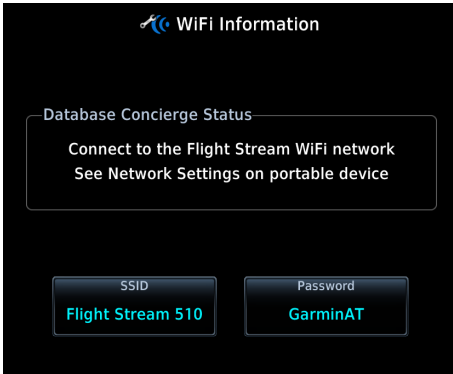 WiFi Information
Database Concierge Status
Connect to the Flight Stream WiFi network
See Network Settings on portable device
SSID
Flight Stream 510
Password
GarminAT